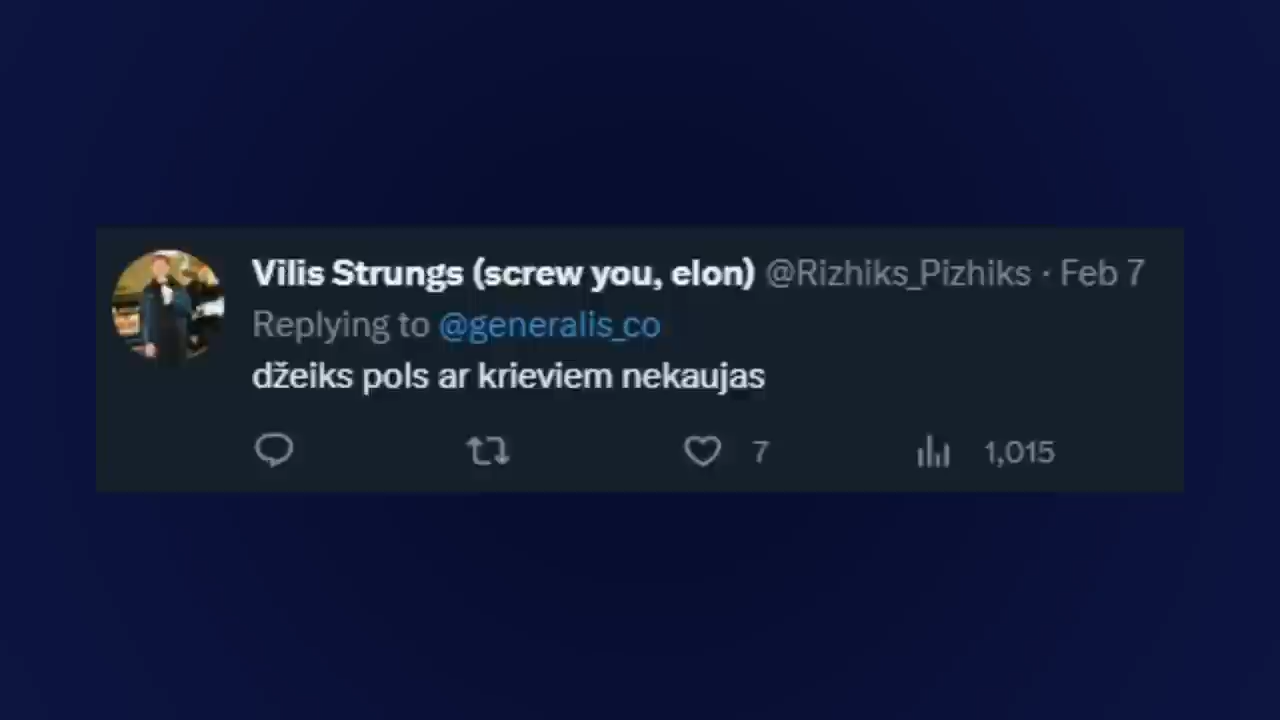 Vilis Strungs (screw you, elon) @Rizhiks_Pizhiks · Feb 7
Replying to @generalis_co
džeiks pols ar krieviem nekaujas
7 1,015